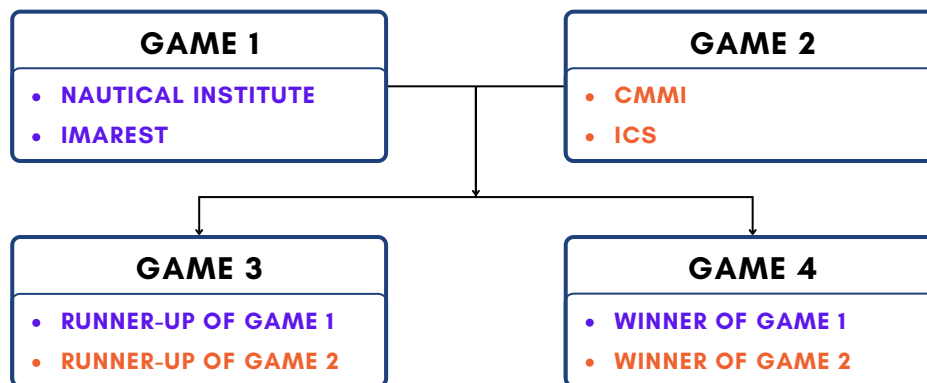 GAME 1
NAUTICAL INSTITUTE
IMAREST
GAME 2
CMMI
ICS
GAME 3
RUNNER-UP OF GAME 1
RUNNER-UP OF GAME 2
GAME 4
WINNER OF GAME 1
WINNER OF GAME 2